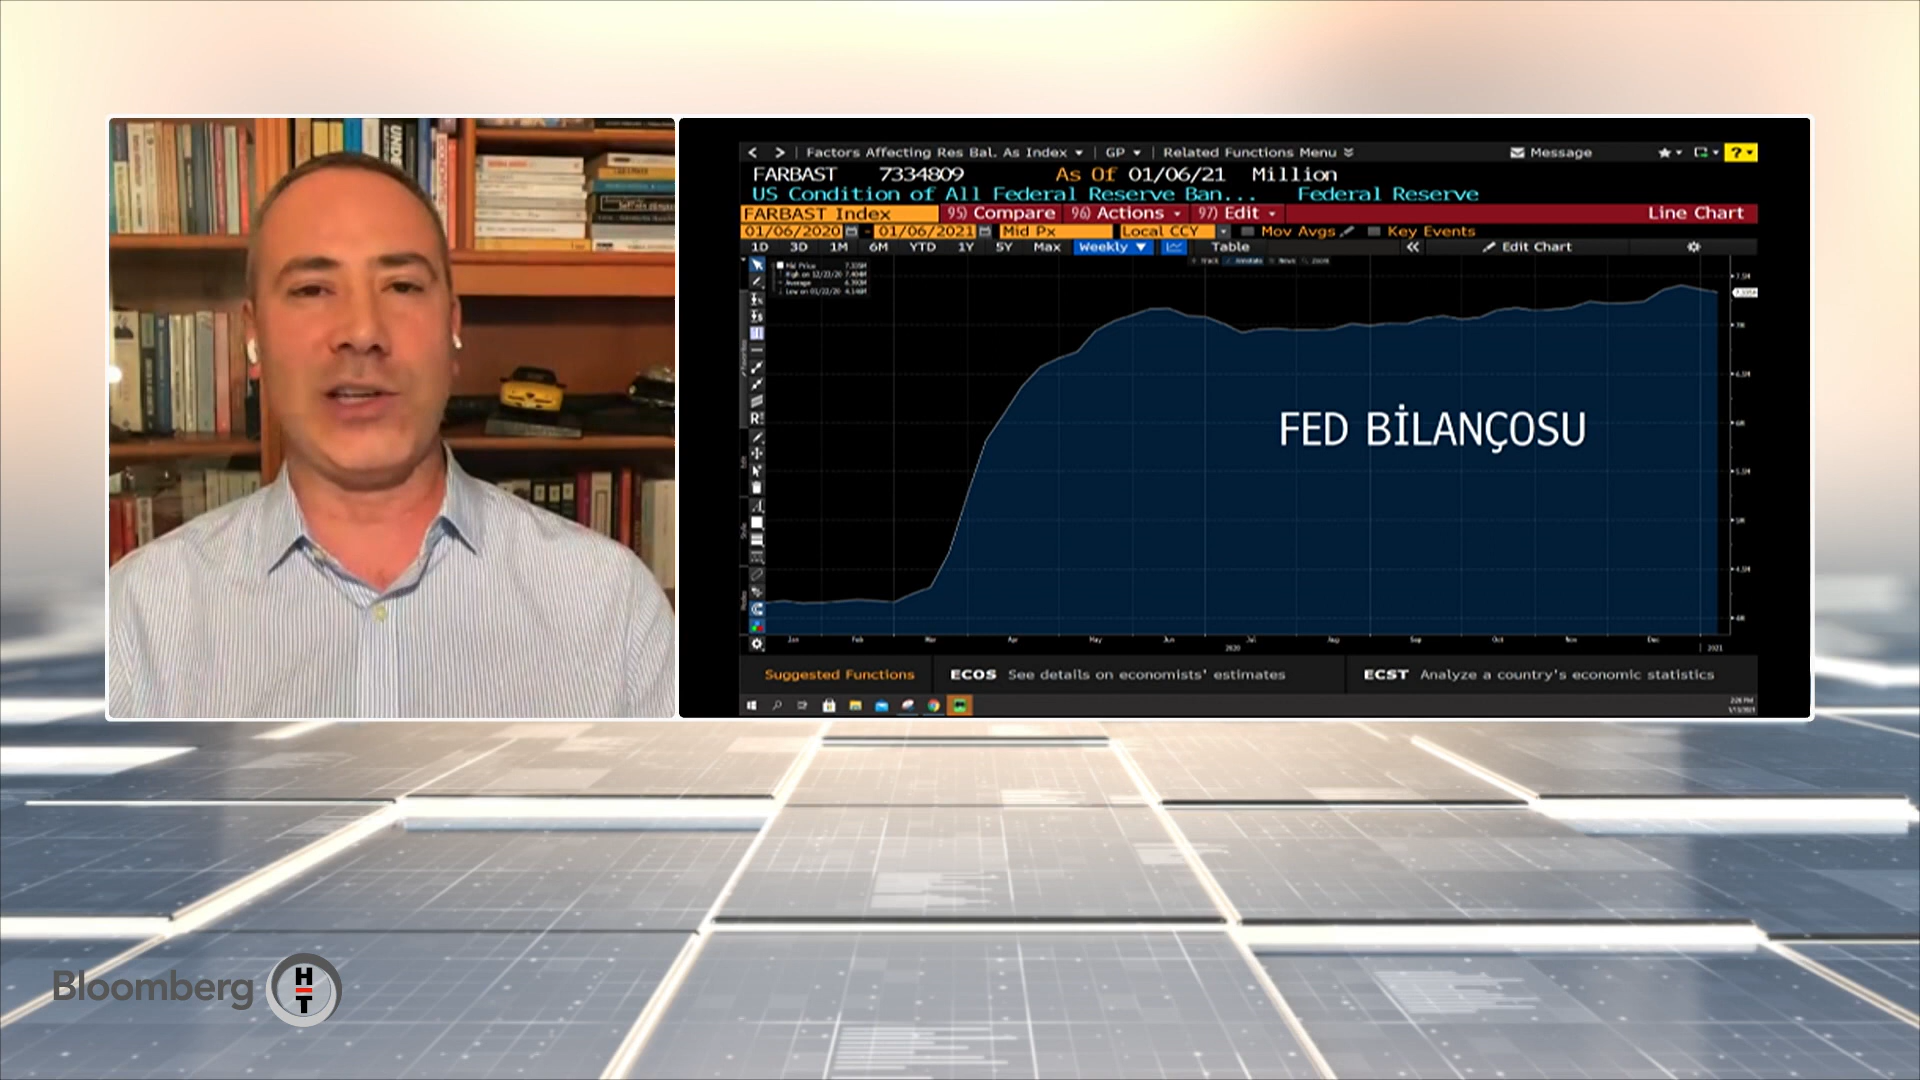 Factors Affecting Res Bal. As Index
GP
Related Functions Menu
Message
?
FARBAST 7334809 As Of 01/06/21 Million
US Condition of All Federal Reserve Ban... Federal Reserve
FARBAST Index 95) Compare 96) Actions 97) Edit Line Chart
01/06/2020 - 01/06/2021 Mid Px Local CCY Mov Avgs Key Events
1D 3D 1M 6M YTD 1Y 5Y Max Weekly Table Edit Chart
Mid Price
Average
FED BİLANÇOSU
Jan Feb Mar Apr May Jun Jul Aug Sep Oct Nov Dec
2020 2021
Suggested Functions ECOS See details on economists' estimates ECST Analyze a country's economic statistics
Bloomberg HT